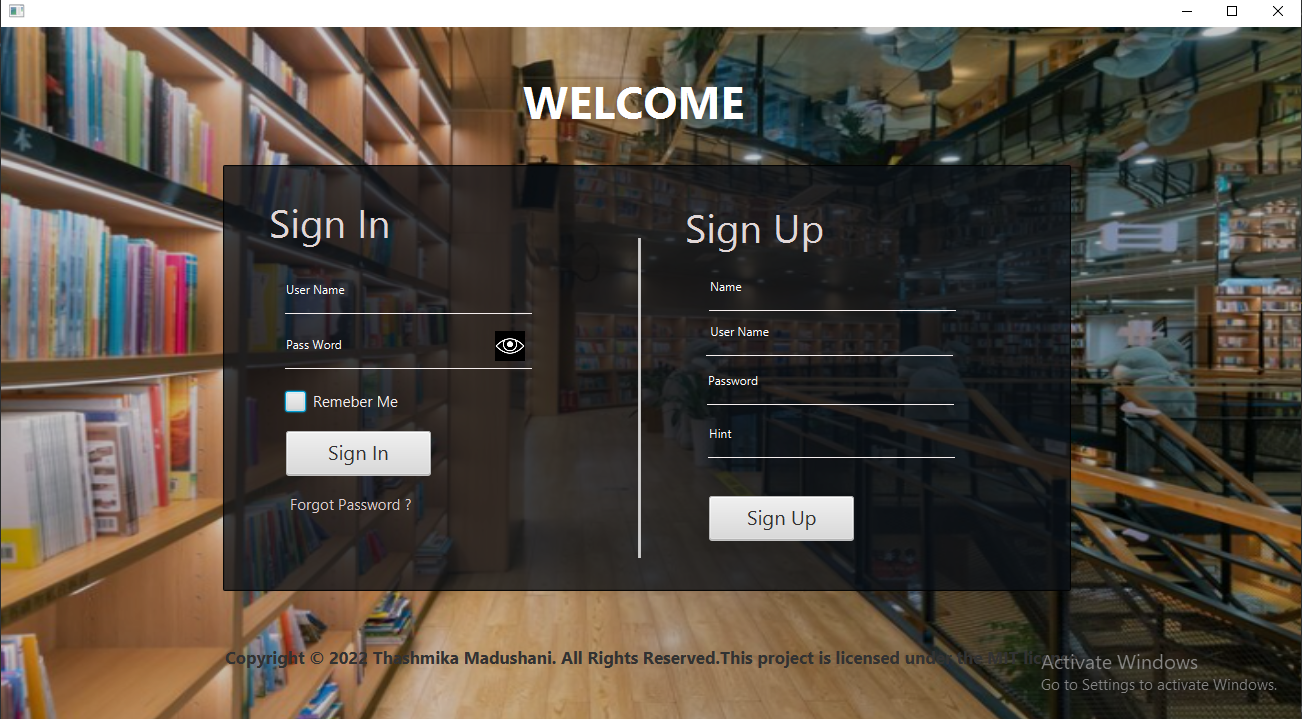 WELCOME
Sign In
User Name
Pass Word
Remeber Me
Sign In
Forgot Password ?
Sign Up
Name
User Name
Password
Hint
Sign Up
Copyright © 2022 Thashmika Madushani. All Rights Reserved.This project is licensed under the
Activate Windows
Go to Settings to activate Windows.